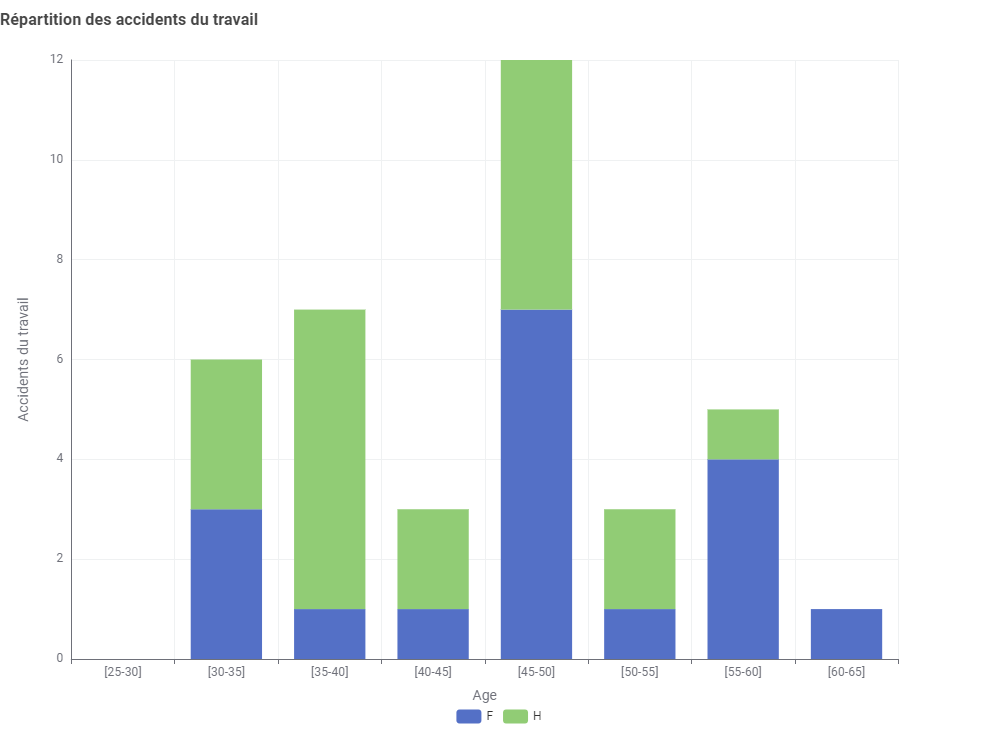 Répartition des accidents du travail
12
10
8
6
4
2
0
Accidents du travail
[25-30] [30-35] [35-40] [40-45] [45-50] [50-55] [55-60] [60-65]
Age
F H